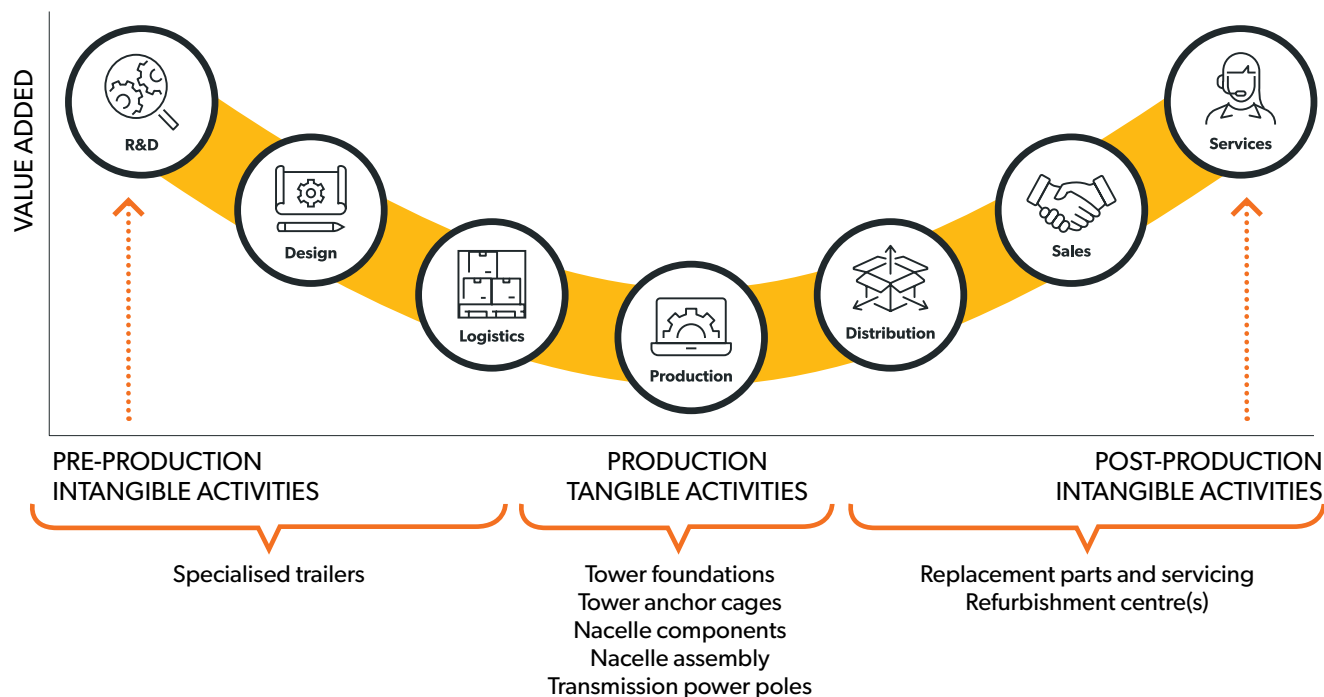 VALUE ADDED
R&D
Design
Logistics
Production
Distribution
Sales
Services
PRE-PRODUCTION
INTANGIBLE ACTIVITIES
PRODUCTION
TANGIBLE ACTIVITIES
POST-PRODUCTION
INTANGIBLE ACTIVITIES
Specialised trailers
Tower foundations
Tower anchor cages
Nacelle components
Nacelle assembly
Transmission power poles
Replacement parts and servicing
Refurbishment centre(s)